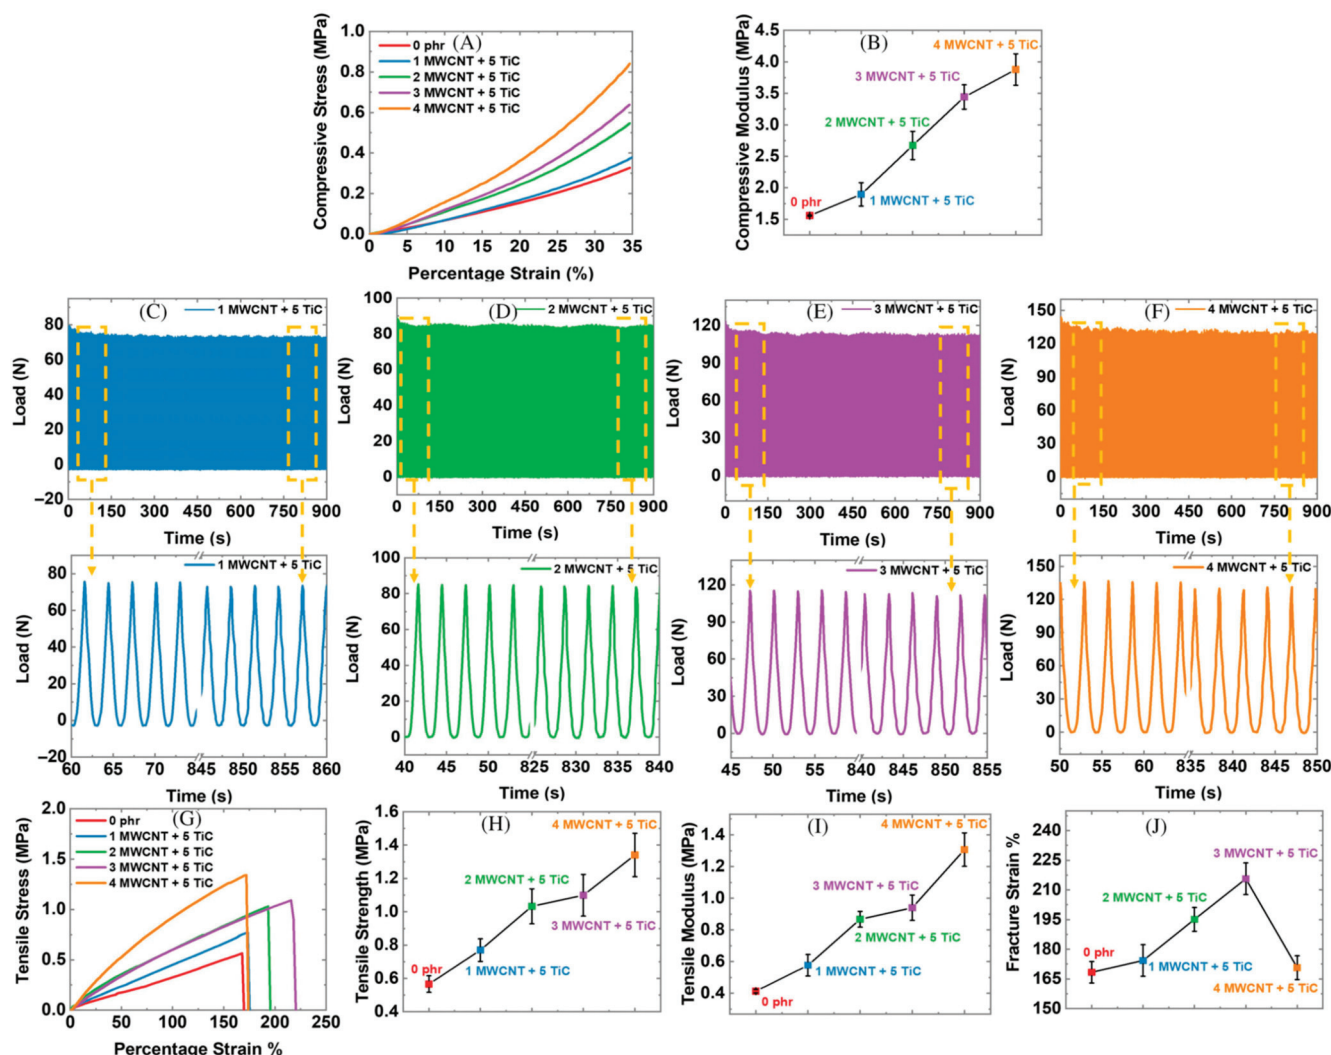 (A)
0 phr
1 MWCNT + 5 TiC
2 MWCNT + 5 TiC
3 MWCNT + 5 TiC
4 MWCNT + 5 TiC
Compressive Stress (MPa)
1.0
0.8
0.6
0.4
0.2
0.0
0 5 10 15 20 25 30 35
Percentage Strain (%)
(B)
4 MWCNT + 5 TiC
3 MWCNT + 5 TiC
2 MWCNT + 5 TiC
1 MWCNT + 5 TiC
0 phr
Compressive Modulus (MPa)
4.5
4.0
3.5
3.0
2.5
2.0
1.5
(C)
1 MWCNT + 5 TiC
Load (N)
80
60
40
20
0
–20
0 150 300 450 600 750 900
Time (s)
(D)
2 MWCNT + 5 TiC
Load (N)
100
80
60
40
20
0
0 150 300 450 600 750 900
Time (s)
(E)
3 MWCNT + 5 TiC
Load (N)
120
90
60
30
0
0 150 300 450 600 750 900
Time (s)
(F)
4 MWCNT + 5 TiC
Load (N)
150
120
90
60
30
0
0 150 300 450 600 750 900
Time (s)
1 MWCNT + 5 TiC
Load (N)
80
60
40
20
0
–20
60 65 70 845 850 855 860
Time (s)
2 MWCNT + 5 TiC
Load (N)
100
80
60
40
20
0
40 45 50 825 830 835 840
Time (s)
3 MWCNT + 5 TiC
Load (N)
150
120
90
60
30
0
45 50 55 840 845 850 855
Time (s)
4 MWCNT + 5 TiC
Load (N)
160
120
90
60
30
0
50 55 60 835 840 845 850
Time (s)
(G)
0 phr
1 MWCNT + 5 TiC
2 MWCNT + 5 TiC
3 MWCNT + 5 TiC
4 MWCNT + 5 TiC
Tensile Stress (MPa)
2.0
1.5
1.0
0.5
0.0
0 50 100 150 200 250
Percentage Strain %
(H)
4 MWCNT + 5 TiC
2 MWCNT + 5 TiC
3 MWCNT + 5 TiC
1 MWCNT + 5 TiC
0 phr
Tensile Strength (MPa)
1.6
1.4
1.2
1.0
0.8
0.6
0.4
(I)
4 MWCNT + 5 TiC
3 MWCNT + 5 TiC
2 MWCNT + 5 TiC
1 MWCNT + 5 TiC
0 phr
Tensile Modulus (MPa)
1.4
1.2
1.0
0.8
0.6
0.4
(J)
3 MWCNT + 5 TiC
2 MWCNT + 5 TiC
1 MWCNT + 5 TiC
4 MWCNT + 5 TiC
0 phr
Fracture Strain %
240
225
210
195
180
165
150